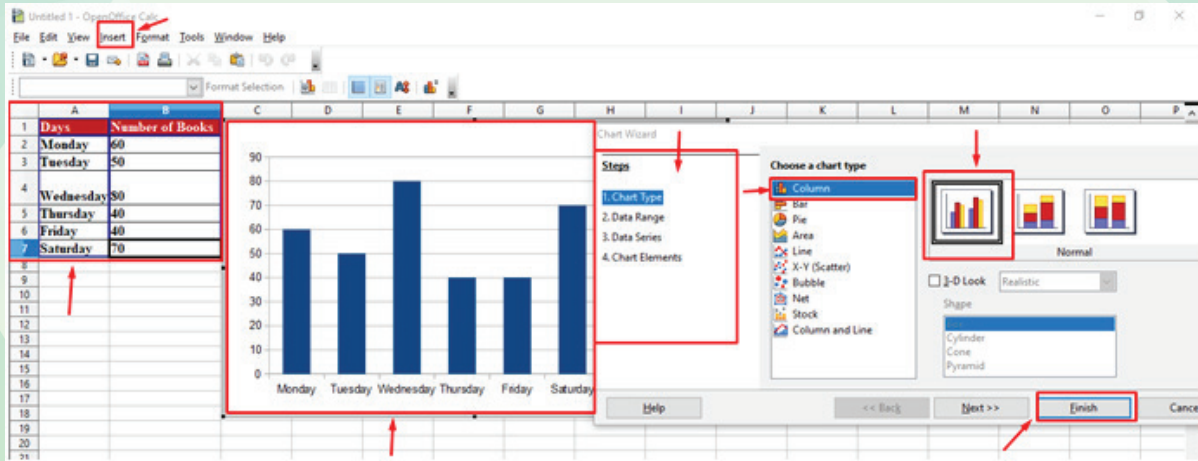 Untitled 1 - OpenOffice Calc
File Edit View Insert Format Tools Window Help
Format Selection
A B C D E F G H I J K L M N O P
1 Days Number of Books
2 Monday 60
3 Tuesday 50
4 Wednesday 80
5 Thursday 40
6 Friday 40
7 Saturday 70
8
9
10
11
12
13
14
15
16
17
18
19
20
21
90
80
70
60
50
40
30
20
10
0
Monday Tuesday Wednesday Thursday Friday Saturday
Chart Wizard
Steps
1. Chart Type
2. Data Range
3. Data Series
4. Chart Elements
Choose a chart type
Column
Bar
Pie
Area
Line
X-Y (Scatter)
Bubble
Net
Stock
Column and Line
Normal
3-D Look Realistic
Shape
Cylinder
Cone
Pyramid
Help << Back Next >> Finish Cance